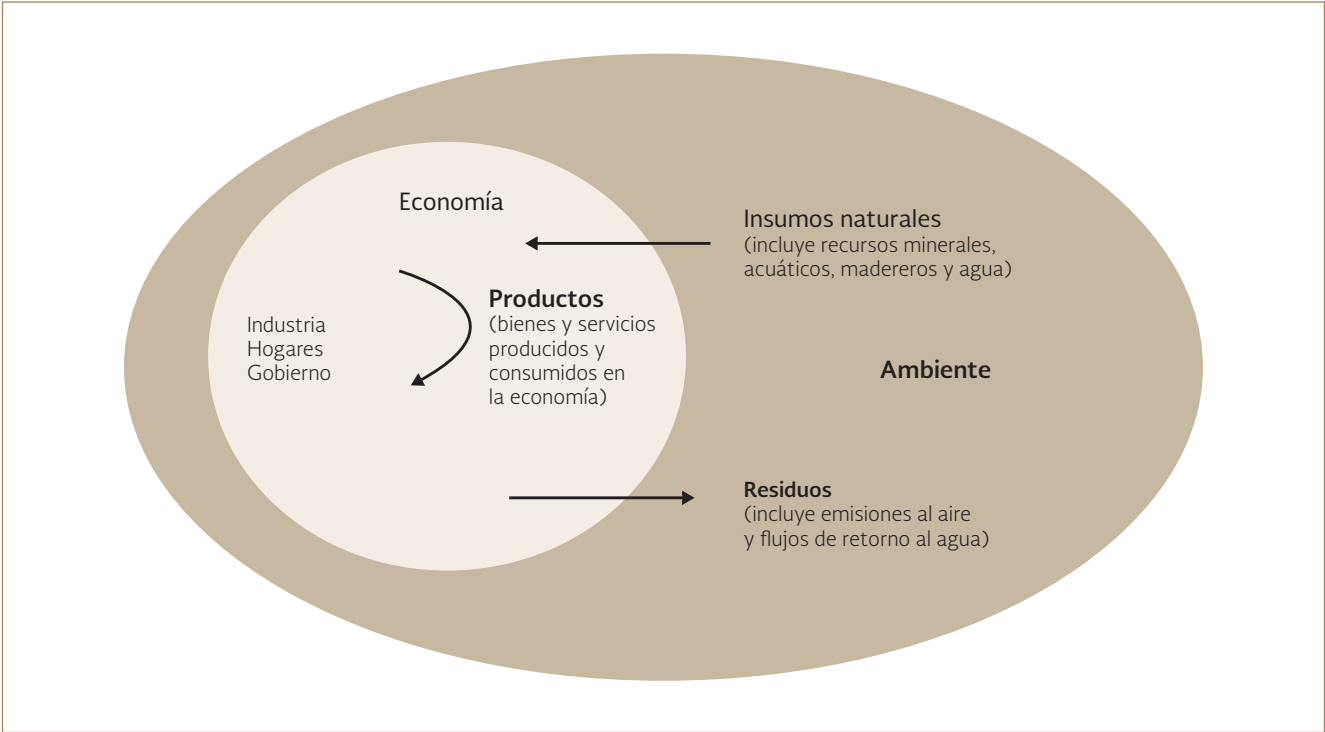 Economía
Insumos naturales
(incluye recursos minerales,
acuáticos, madereros y agua)
Productos
(bienes y servicios
producidos y
consumidos en
la economía)
Industria
Hogares
Gobierno
Ambiente
Residuos
(incluye emisiones al aire
y flujos de retorno al agua)